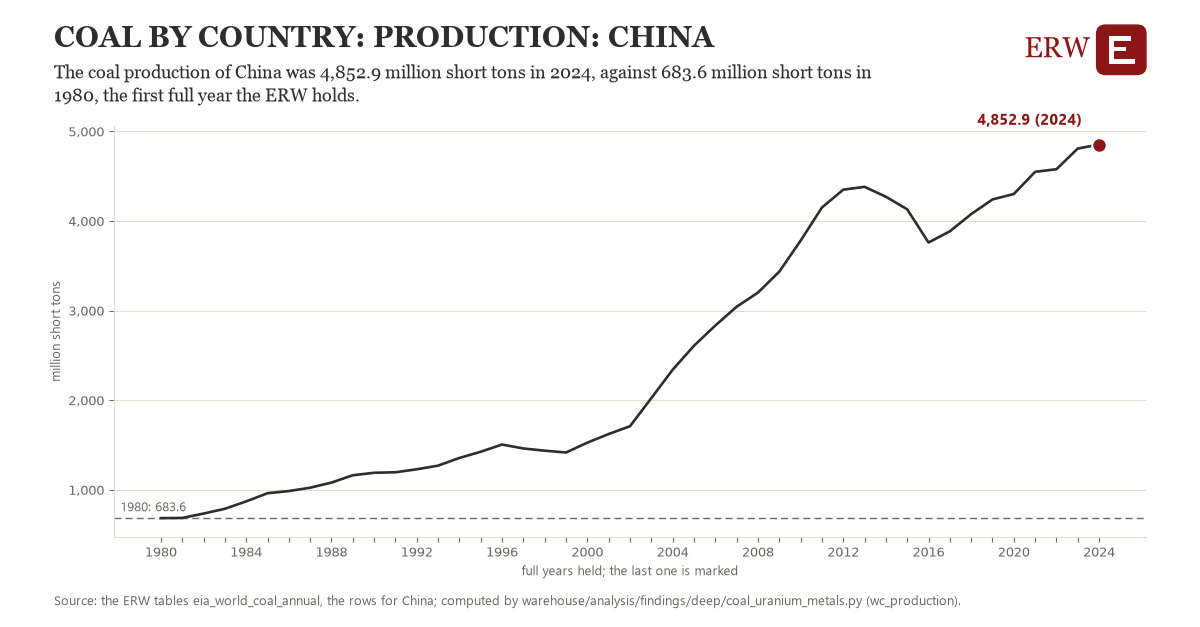 COAL BY COUNTRY: PRODUCTION: CHINA
ERW E
The coal production of China was 4,852.9 million short tons in 2024, against 683.6 million short tons in
1980, the first full year the ERW holds.
4,852.9 (2024)
5,000
4,000
3,000
2,000
1,000
million short tons
1980: 683.6
1980 1984 1988 1992 1996 2000 2004 2008 2012 2016 2020 2024
full years held; the last one is marked
Source: the ERW tables eia_world_coal_annual, the rows for China; computed by warehouse/analysis/findings/deep/coal_uranium_metals.py (wc_production).